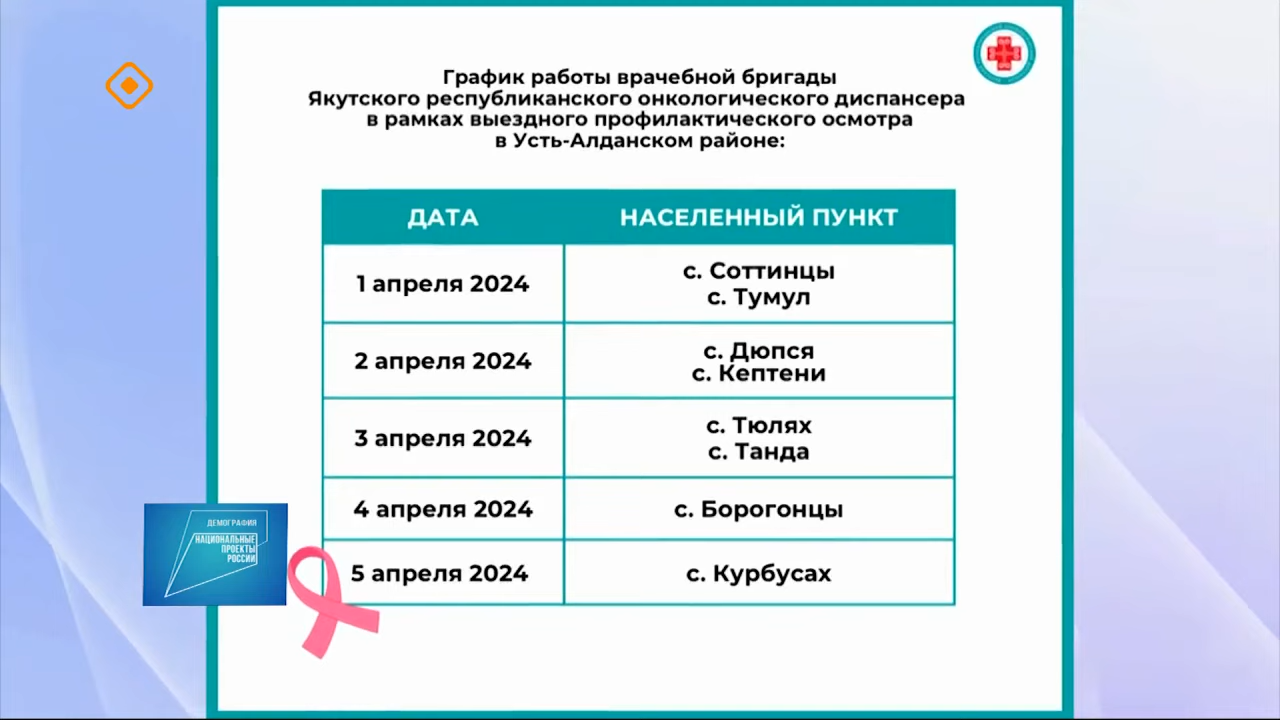 График работы врачебной бригады
Якутского республиканского онкологического диспансера
в рамках выездного профилактического осмотра
в Усть-Алданском районе:
ДАТА НАСЕЛЕННЫЙ ПУНКТ
1 апреля 2024 с. Соттинцы
с. Тумул
2 апреля 2024 с. Дюпся
с. Кептени
3 апреля 2024 с. Тюлях
с. Танда
4 апреля 2024 с. Борогонцы
5 апреля 2024 с. Курбусах
ДЕМОГРАФИЯ
НАЦИОНАЛЬНЫЕ
ПРОЕКТЫ
РОССИИ